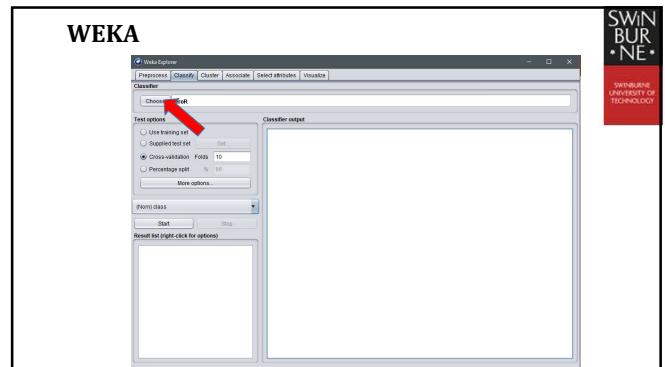 WEKA
SWIN
BUR
• NE •
SWINBURNE
UNIVERSITY OF
TECHNOLOGY
Weka Explorer
Preprocess Classify Cluster Associate Select attributes Visualize
Classifier
Choose
Test options
Classifier output
Use training set
Supplied test set Set...
Cross-validation Folds 10
Percentage split % 66
More options...
(Nom) class
Start Stop
Result list (right-click for options)